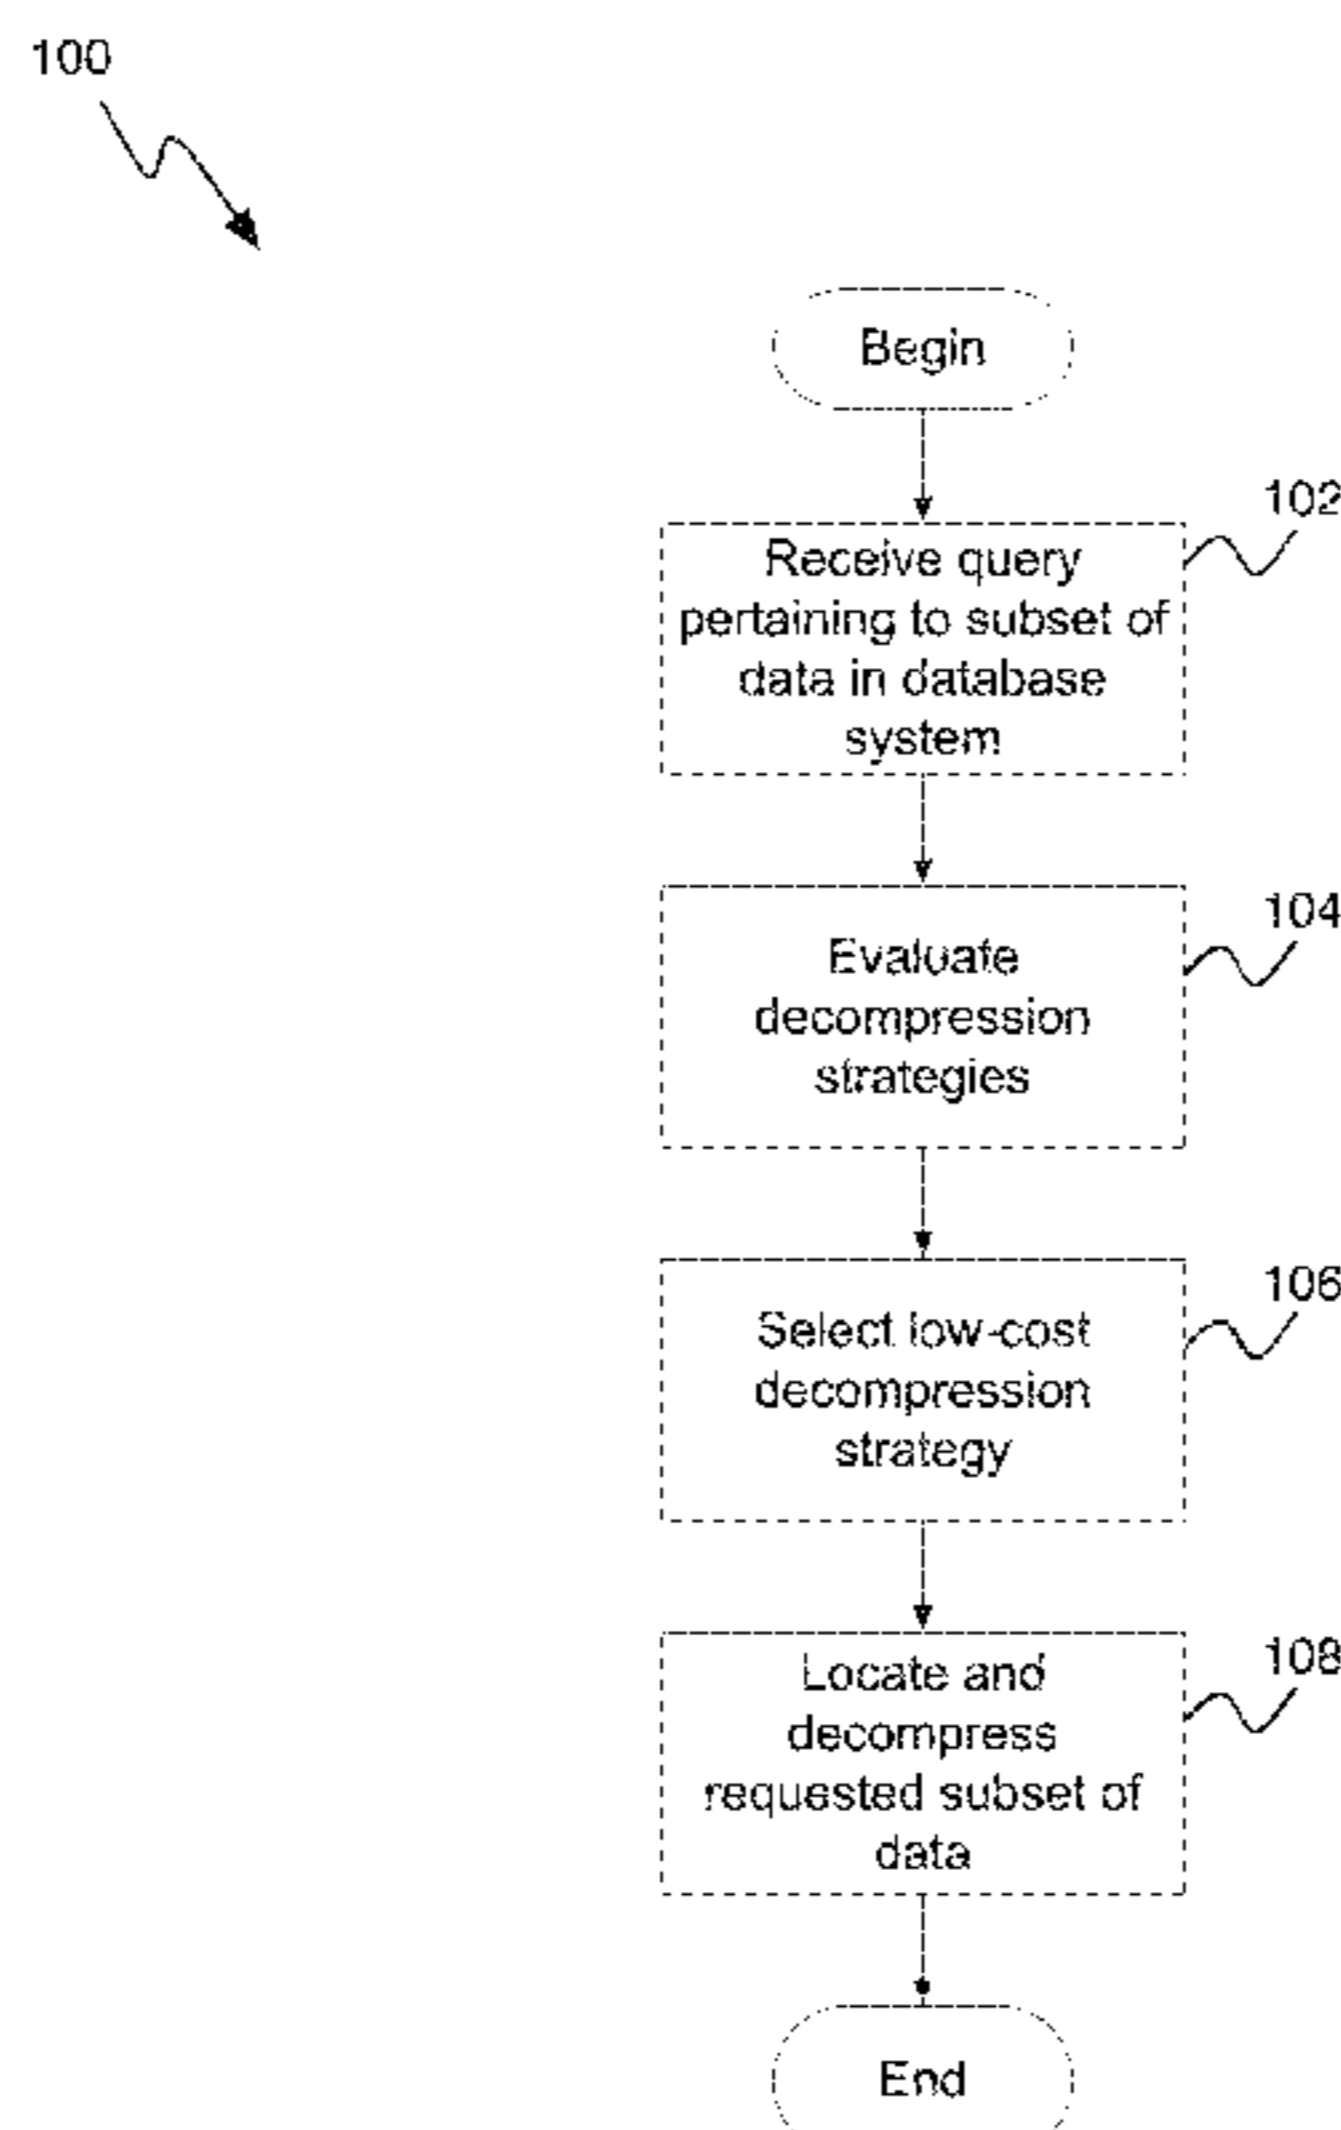 100
Begin
102
Receive query
pertaining to subset of
data in database
system
104
Evaluate
decompression
strategies
106
Select low-cost
decompression
strategy
108
Locate and
decompress
requested subset of
data
End